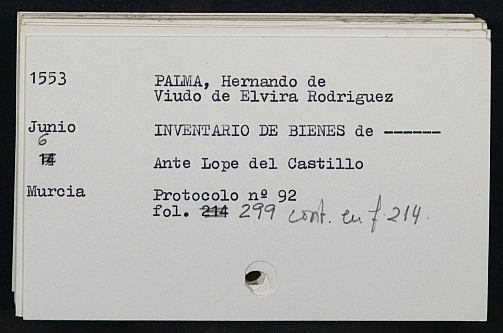 1553 PALMA, Hernando de
Viudo de Elvira Rodriguez
Junio INVENTARIO DE BIENES de ------
6
14 Ante Lope del Castillo
Murcia Protocolo nº 92
fol. 214 299 cont. en f. 214.